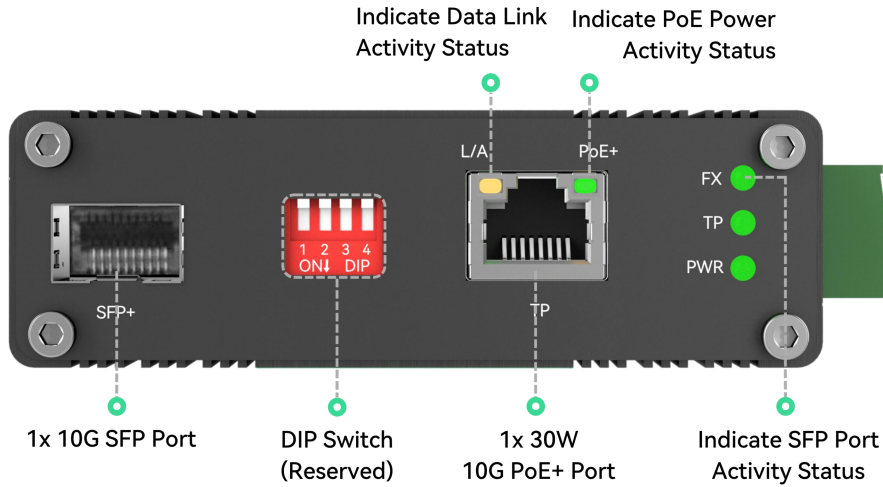 Indicate Data Link
Activity Status
Indicate PoE Power
Activity Status
L/A
PoE+
FX
TP
PWR
1 2 3 4
ON↓ DIP
SFP+
TP
1x 10G SFP Port
DIP Switch
(Reserved)
1x 30W
10G PoE+ Port
Indicate SFP Port
Activity Status